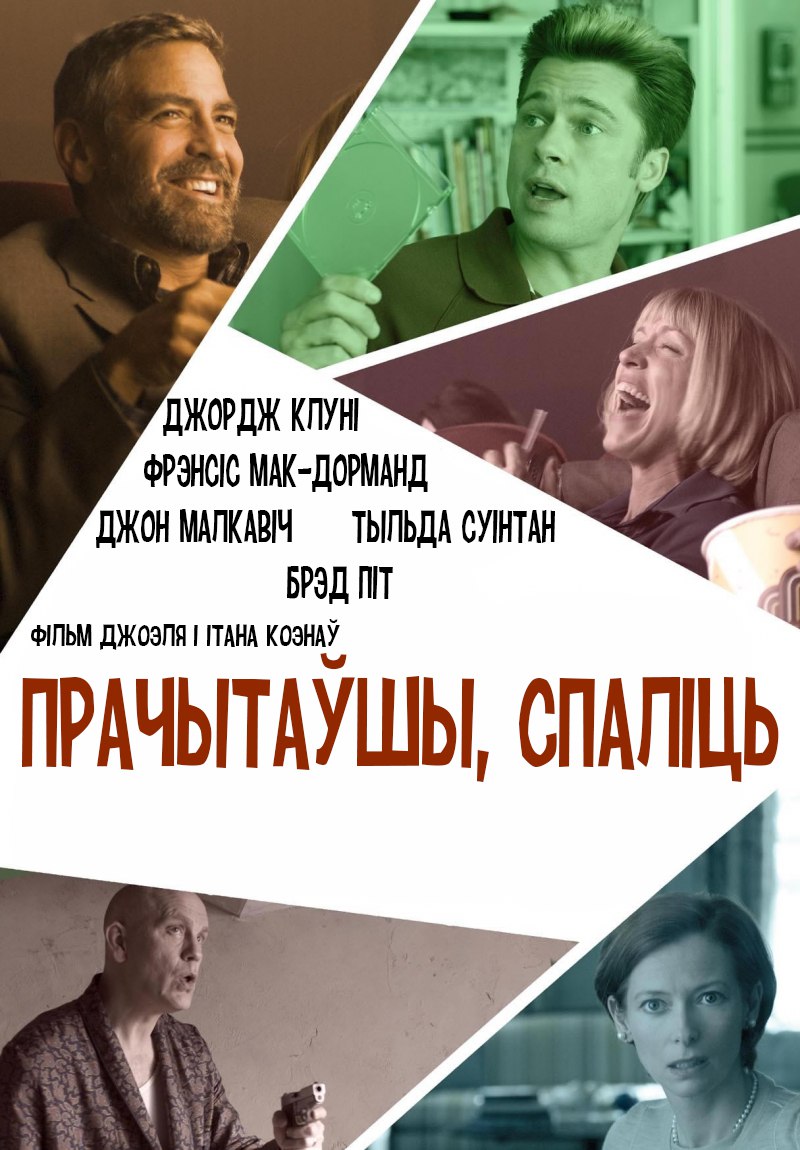 ДЖОРДЖ КЛУНІ
ФРЭНСІС МАК-ДОРМАНД
ДЖОН МАЛКАВІЧ ТЫЛЬДА СУІНТАН
БРЭД ПІТ
ФІЛЬМ ДЖОЭЛЯ І ІТАНА КОЭНАЎ
ПРАЧЫТАЎШЫ, СПАЛІЦЬ